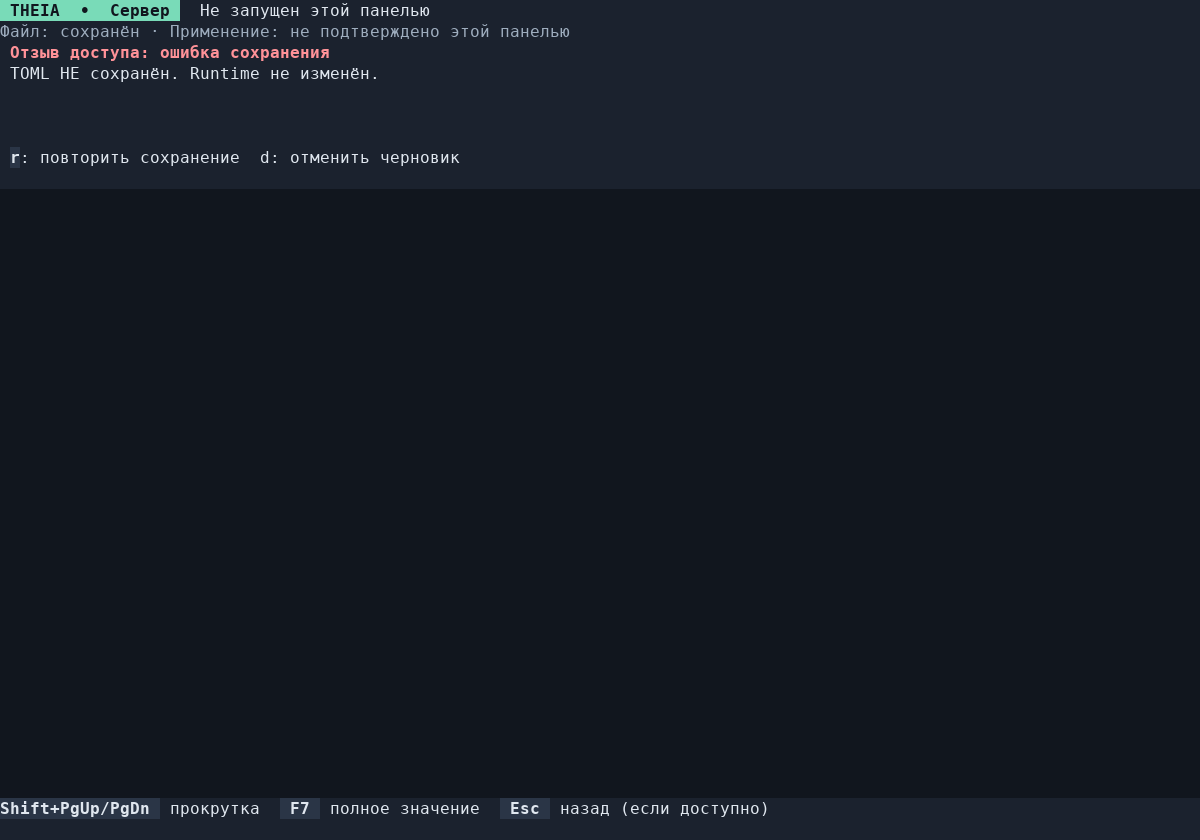 THEIA • Сервер Не запущен этой панелью
Файл: сохранён · Применение: не подтверждено этой панелью
Отзыв доступа: ошибка сохранения
TOML НЕ сохранён. Runtime не изменён.
r: повторить сохранение d: отменить черновик
Shift+PgUp/PgDn прокрутка F7 полное значение Esc назад (если доступно)